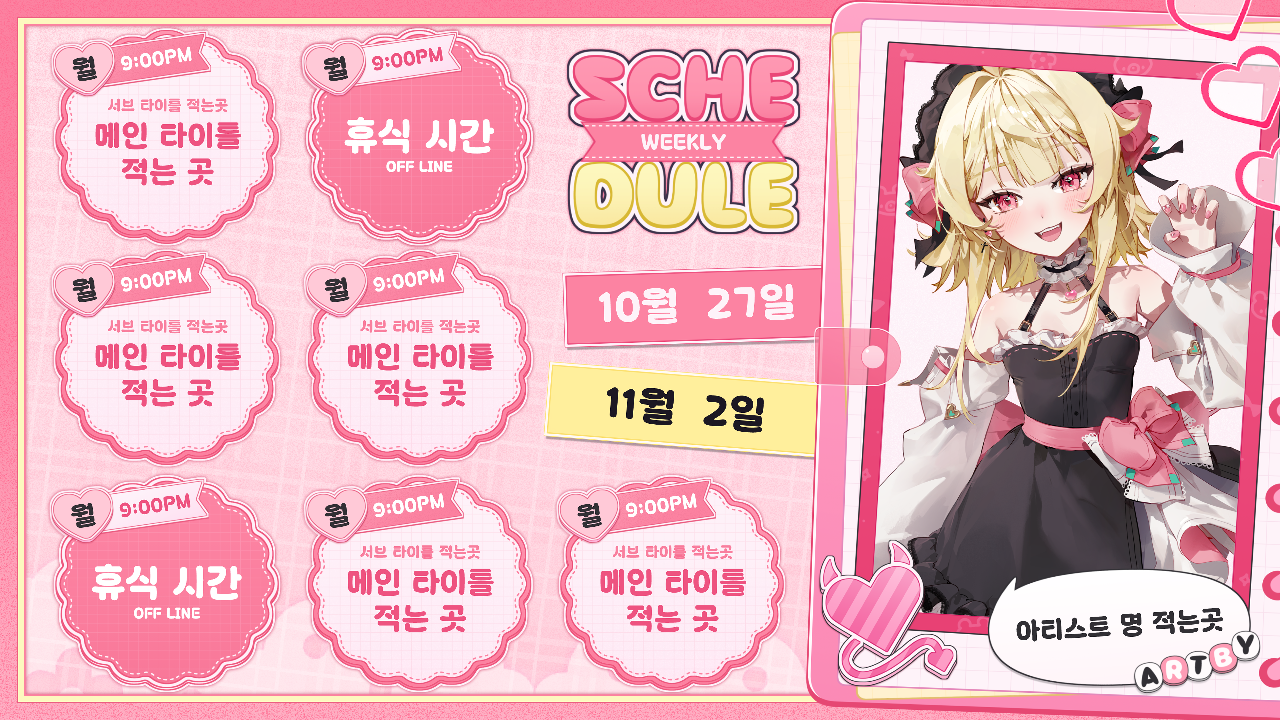 월 9:00PM
서브 타이틀 적는곳
메인 타이틀
적는 곳
월 9:00PM
휴식 시간
OFF LINE
SCHE
WEEKLY
DULE
월 9:00PM
서브 타이틀 적는곳
메인 타이틀
적는 곳
월 9:00PM
서브 타이틀 적는곳
메인 타이틀
적는 곳
10월 27일
11월 2일
월 9:00PM
휴식 시간
OFF LINE
월 9:00PM
서브 타이틀 적는곳
메인 타이틀
적는 곳
월 9:00PM
서브 타이틀 적는곳
메인 타이틀
적는 곳
아티스트 명 적는곳
ARTBY